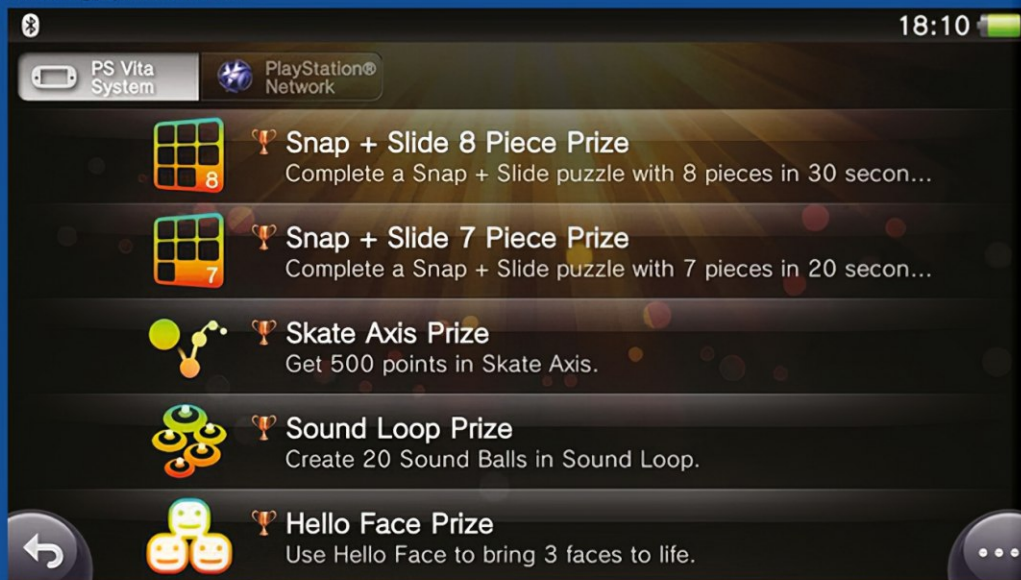 18:10
PS Vita
System
PlayStation®
Network
8
Snap + Slide 8 Piece Prize
Complete a Snap + Slide puzzle with 8 pieces in 30 secon...
7
Snap + Slide 7 Piece Prize
Complete a Snap + Slide puzzle with 7 pieces in 20 secon...
Skate Axis Prize
Get 500 points in Skate Axis.
Sound Loop Prize
Create 20 Sound Balls in Sound Loop.
Hello Face Prize
Use Hello Face to bring 3 faces to life.